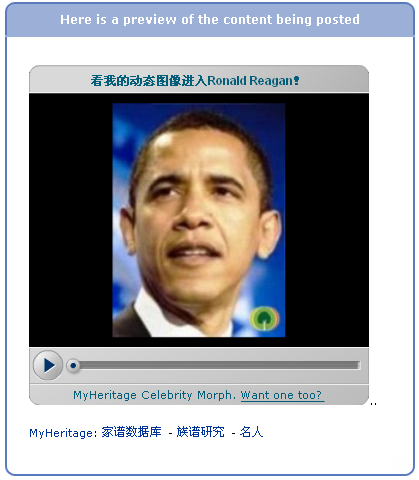 Here is a preview of the content being posted
看我的动态图像进入Ronald Reagan!
MyHeritage Celebrity Morph. Want one too?
..
MyHeritage: 家谱数据库 - 族谱研究 - 名人